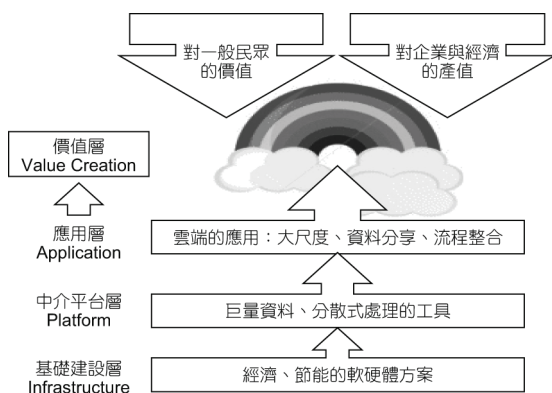 對一般民眾
的價值
對企業與經濟
的產值
價值層
Value Creation
應用層
Application
雲端的應用：大尺度、資料分享、流程整合
中介平台層
Platform
巨量資料、分散式處理的工具
基礎建設層
Infrastructure
經濟、節能的軟硬體方案